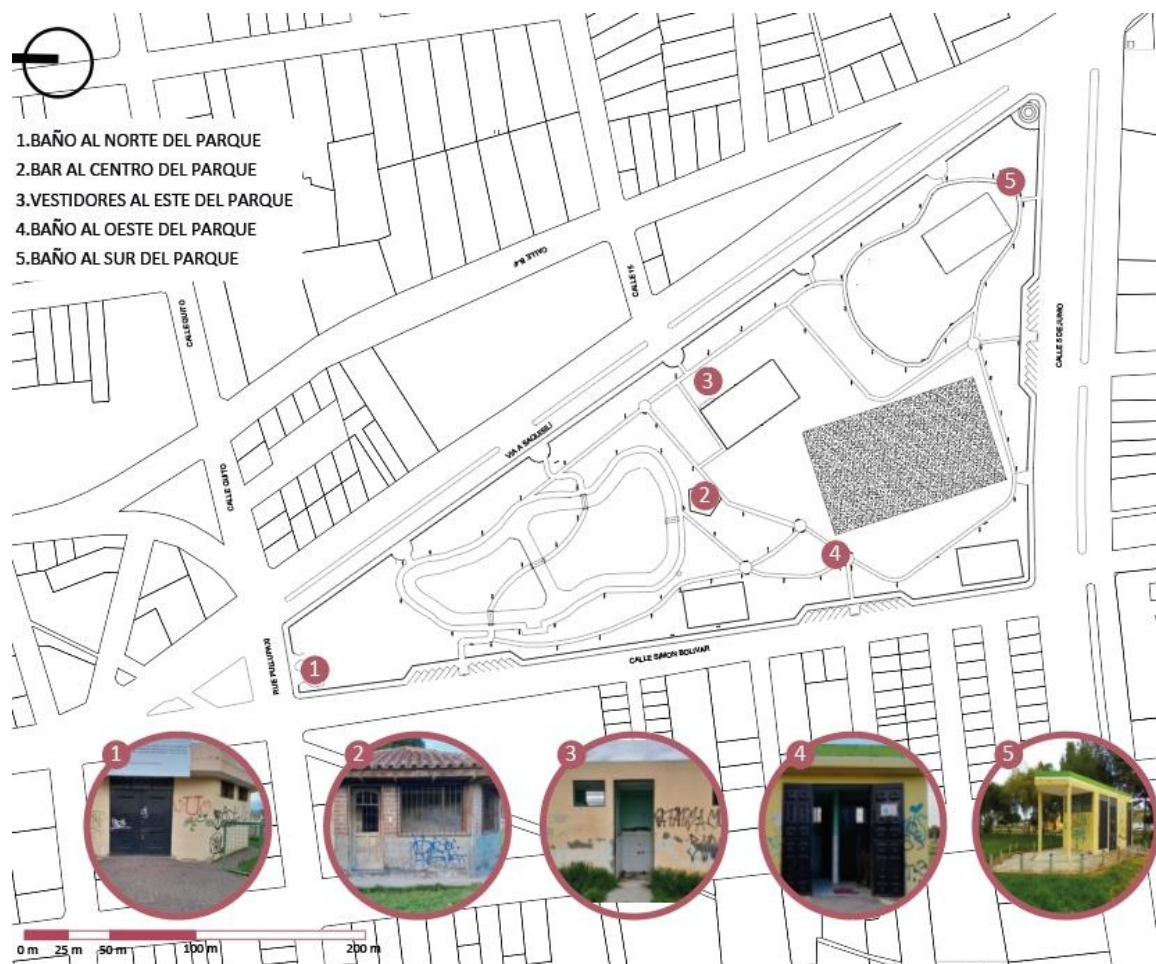 1.BAÑO AL NORTE DEL PARQUE
2.BAR AL CENTRO DEL PARQUE
3.VESTIDORES AL ESTE DEL PARQUE
4.BAÑO AL OESTE DEL PARQUE
5.BAÑO AL SUR DEL PARQUE
CALLE QUITO
CALLE 15
CALLE QUITO
VIA A SAQUISILÍ
CALLE 5 DE JUNIO
CALLE SIMON BOLIVAR
5
3
2
4
1
1
2
3
4
5
0 m 25 m 50 m 100 m 200 m